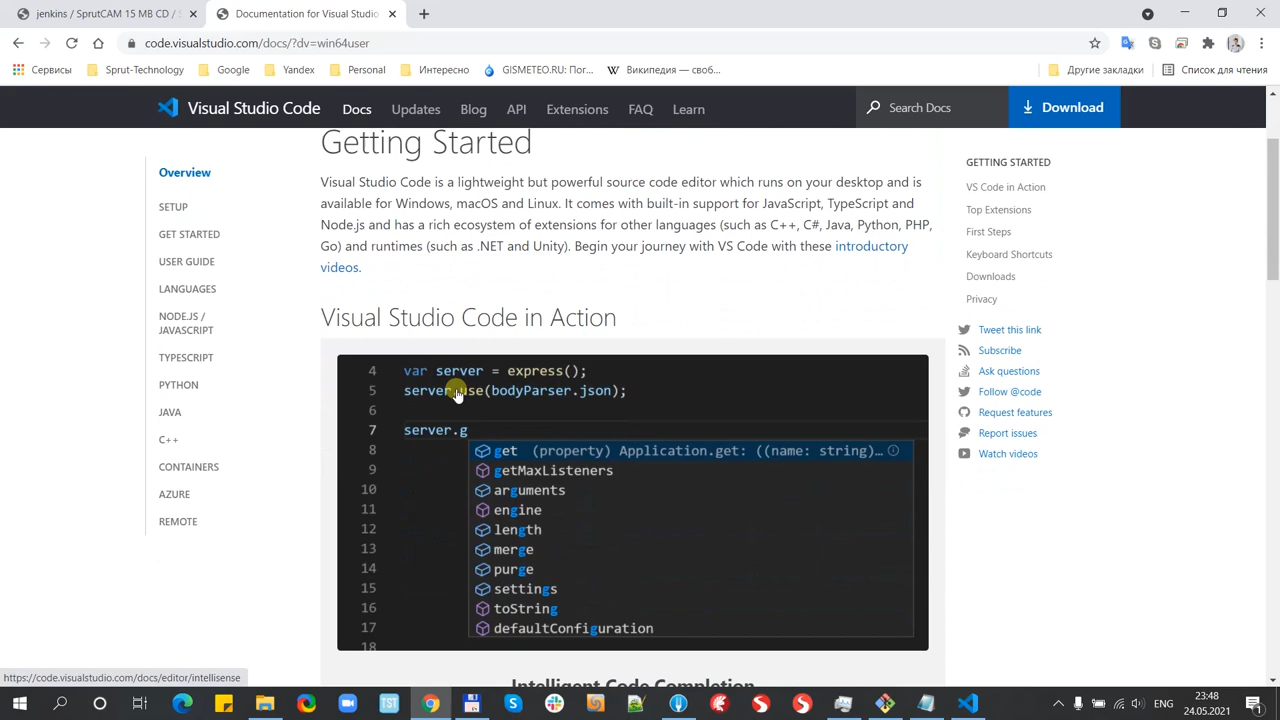 jenkins / SprutCAM 15 MB CD / S
Documentation for Visual Studio
code.visualstudio.com/docs/?dv=win64user
Сервисы
Sprut-Technology
Google
Yandex
Personal
Интересно
GISMETEO.RU: Пог...
Википедия — своб...
Другие закладки
Список для чтения
Visual Studio Code
Docs
Updates
Blog
API
Extensions
FAQ
Learn
Search Docs
Download
Overview
SETUP
GET STARTED
USER GUIDE
LANGUAGES
NODE.JS /
JAVASCRIPT
TYPESCRIPT
PYTHON
JAVA
C++
CONTAINERS
AZURE
REMOTE
Getting Started
Visual Studio Code is a lightweight but powerful source code editor which runs on your desktop and is
available for Windows, macOS and Linux. It comes with built-in support for JavaScript, TypeScript and
Node.js and has a rich ecosystem of extensions for other languages (such as C++, C#, Java, Python, PHP,
Go) and runtimes (such as .NET and Unity). Begin your journey with VS Code with these introductory
videos.
Visual Studio Code in Action
4 var server = express();
5 server.use(bodyParser.json);
6
7 server.g
8 get (property) Application.get: ((name: string)…
9 getMaxListeners
10 arguments
11 engine
12 length
13 merge
14 purge
15 settings
16 toString
17 defaultConfiguration
18
Intelligent Code Completion
GETTING STARTED
VS Code in Action
Top Extensions
First Steps
Keyboard Shortcuts
Downloads
Privacy
Tweet this link
Subscribe
Ask questions
Follow @code
Request features
Report issues
Watch videos
https://code.visualstudio.com/docs/editor/intellisense
TST
ENG
23:48
24.05.2021